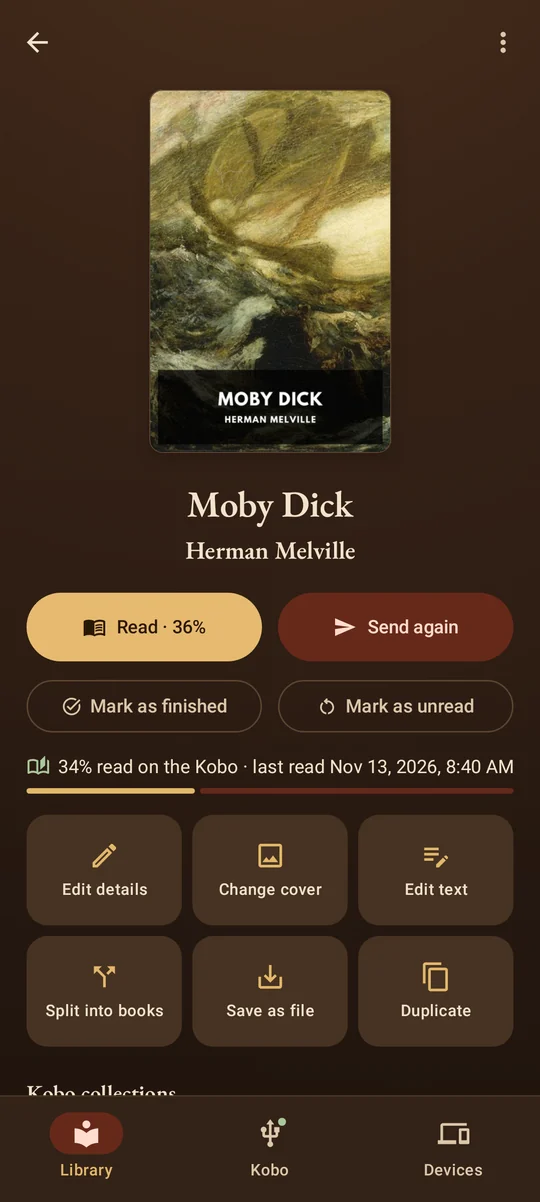 MOBY DICK
HERMAN MELVILLE
Moby Dick
Herman Melville
Read · 36%
Send again
Mark as finished
Mark as unread
34% read on the Kobo · last read Nov 13, 2026, 8:40 AM
Edit details
Change cover
Edit text
Split into books
Save as file
Duplicate
Kobo collections
Library
Kobo
Devices